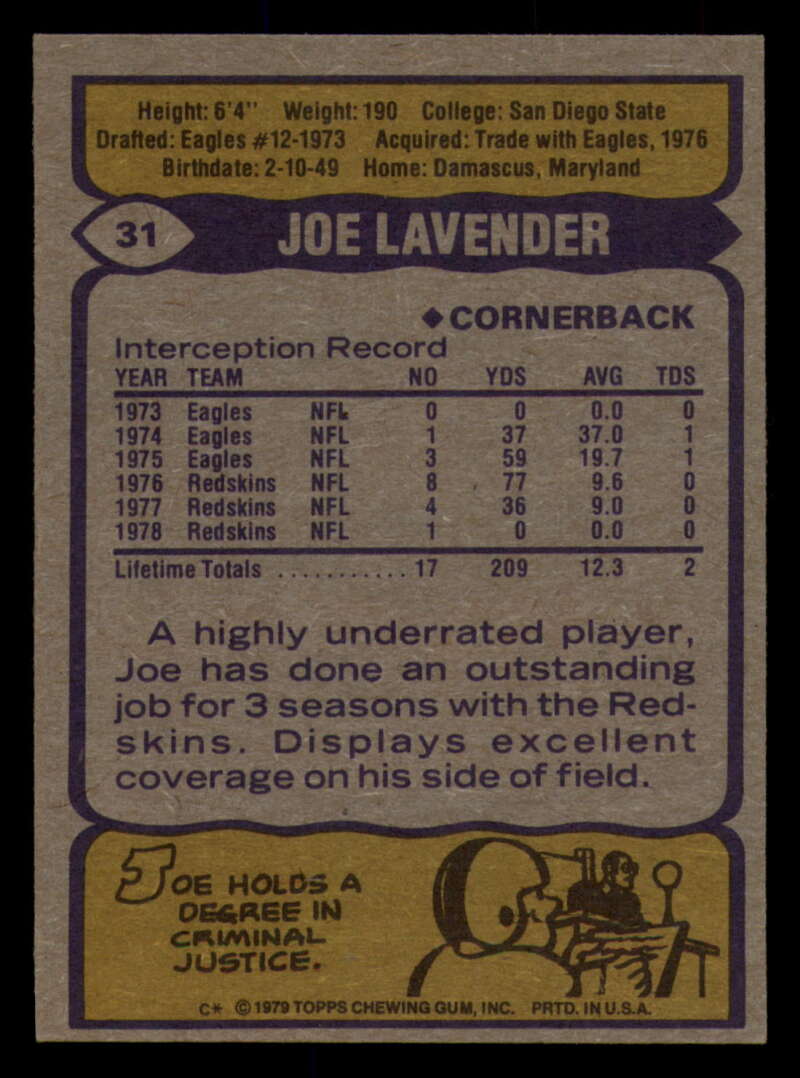 Height: 6'4" Weight: 190 College: San Diego State
Drafted: Eagles #12-1973 Acquired: Trade with Eagles, 1976
Birthdate: 2-10-49 Home: Damascus, Maryland
31 JOE LAVENDER
◆ CORNERBACK
Interception Record
YEAR TEAM NO YDS AVG TDS
1973 Eagles NFL 0 0 0.0 0
1974 Eagles NFL 1 37 37.0 1
1975 Eagles NFL 3 59 19.7 1
1976 Redskins NFL 8 77 9.6 0
1977 Redskins NFL 4 36 9.0 0
1978 Redskins NFL 1 0 0.0 0
Lifetime Totals ........... 17 209 12.3 2
A highly underrated player,
Joe has done an outstanding
job for 3 seasons with the Red-
skins. Displays excellent
coverage on his side of field.
JOE HOLDS A
DEGREE IN
CRIMINAL
JUSTICE.
C* © 1979 TOPPS CHEWING GUM, INC. PRTD. IN U.S.A.